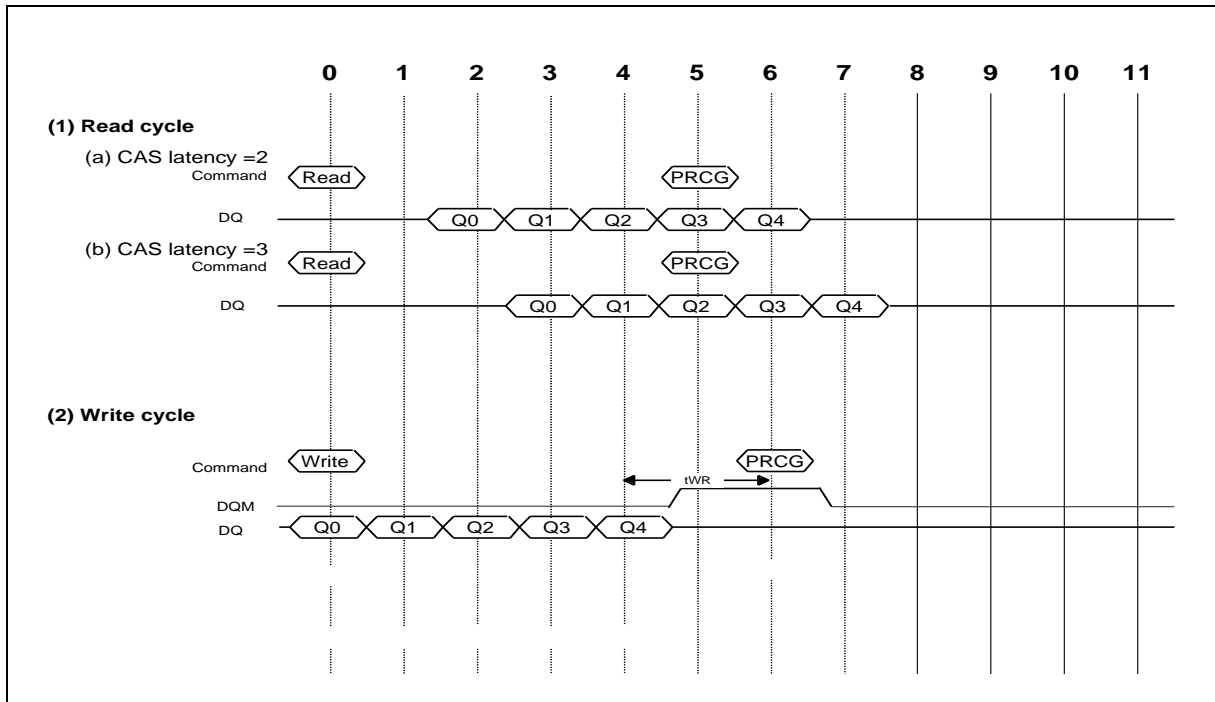 0 1 2 3 4 5 6 7 8 9 10 11
(1) Read cycle
(a) CAS latency =2
Command Read PRCG
DQ Q0 Q1 Q2 Q3 Q4
(b) CAS latency =3
Command Read PRCG
DQ Q0 Q1 Q2 Q3 Q4
(2) Write cycle
Command Write PRCG
tWR
DQM
DQ Q0 Q1 Q2 Q3 Q4